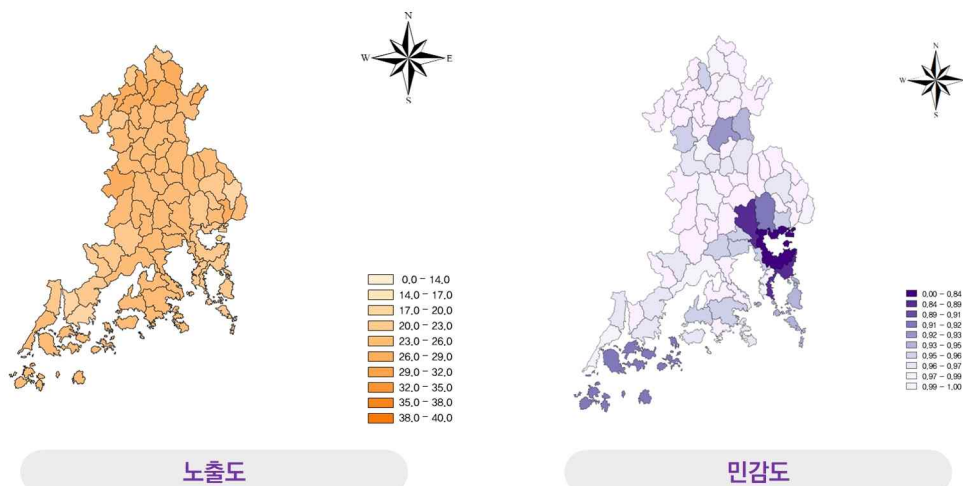 N
W
E
S
0,0 - 14,0
14,0 - 17,0
17,0 - 20,0
20,0 - 23,0
23,0 - 26,0
26,0 - 29,0
29,0 - 32,0
32,0 - 35,0
35,0 - 38,0
38,0 - 40,0
노출도
N
W
E
S
0,00 - 0,84
0,84 - 0,89
0,89 - 0,91
0,91 - 0,92
0,92 - 0,93
0,93 - 0,95
0,95 - 0,96
0,96 - 0,97
0,97 - 0,99
0,99 - 1,00
민감도